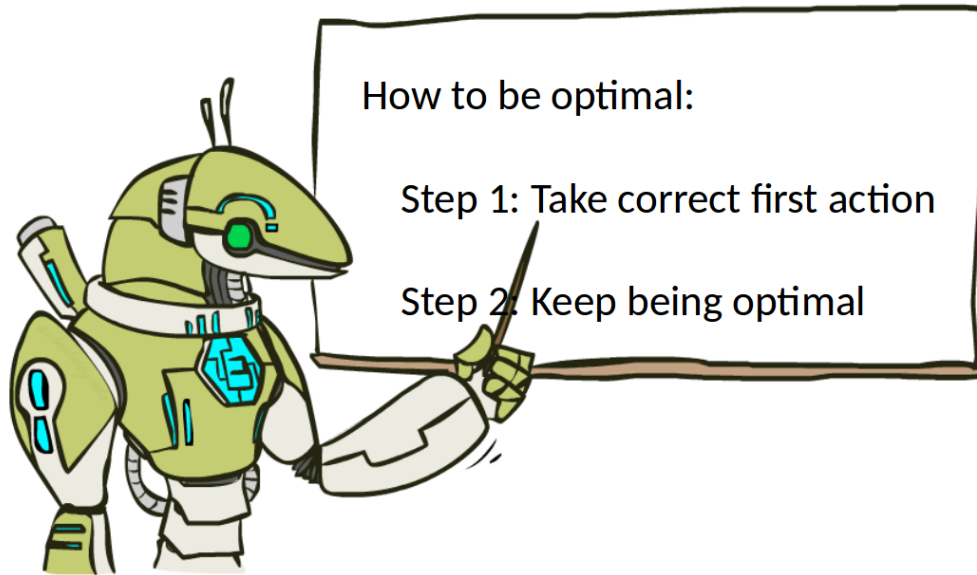 How to be optimal:
Step 1: Take correct first action
Step 2: Keep being optimal